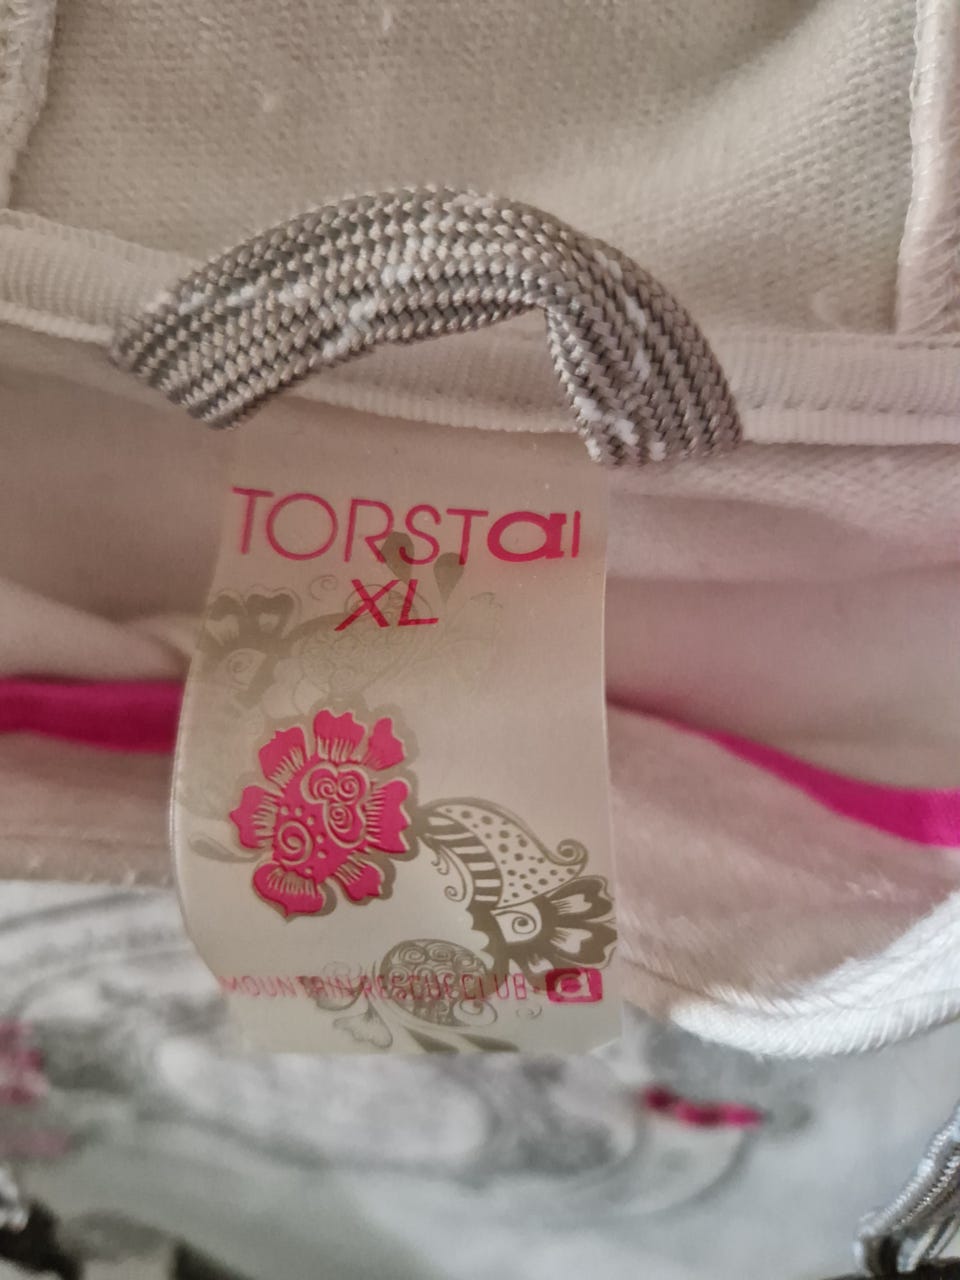 TORSTaI
XL
MOUNTAIN RESCUE CLUB a